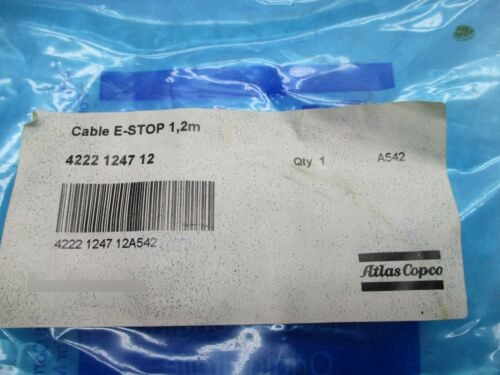 Cable E-STOP 1,2m
4222 1247 12
Qty 1
A542
4222 1247 12A542
Atlas Copco